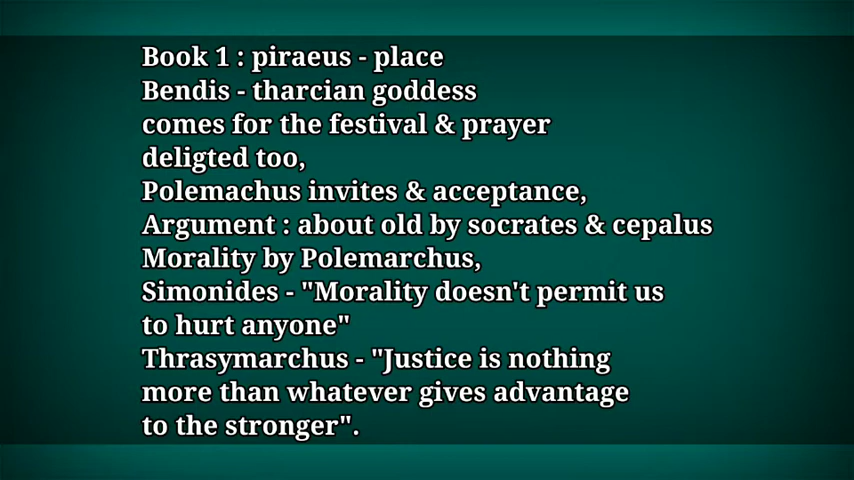 Book 1 : piraeus - place
Bendis - tharcian goddess
comes for the festival & prayer
deligted too,
Polemachus invites & acceptance,
Argument : about old by socrates & cepalus
Morality by Polemarchus,
Simonides - "Morality doesn't permit us
to hurt anyone"
Thrasymarchus - "Justice is nothing
more than whatever gives advantage
to the stronger".